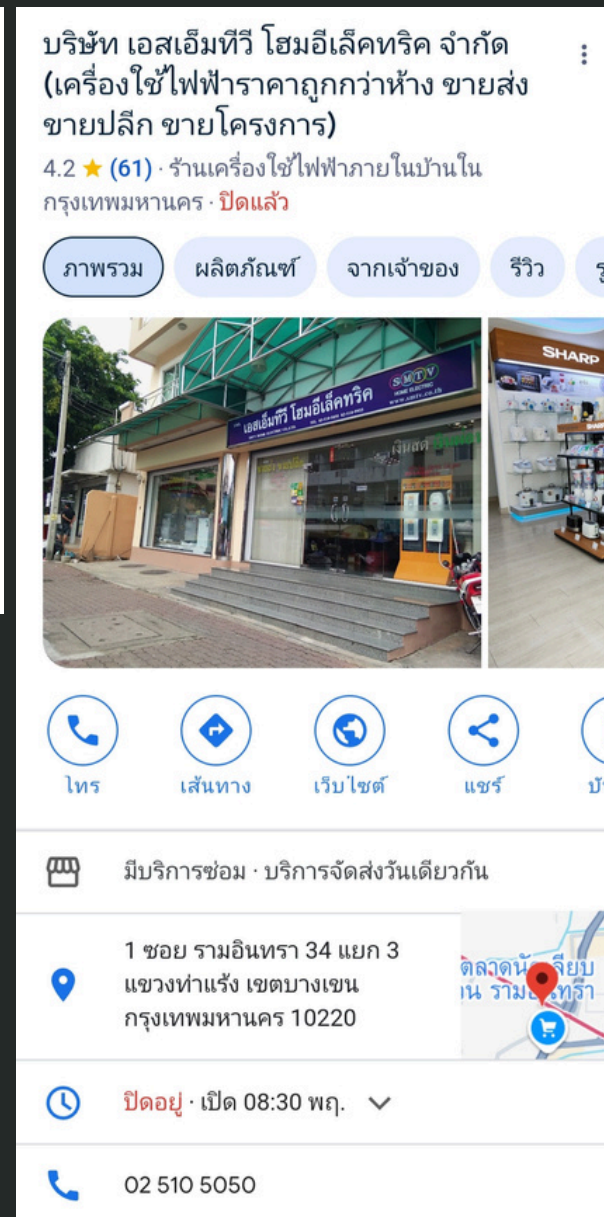 บริษัท เอสเอ็มทีวี โฮมอีเล็คทริค จำกัด
(เครื่องใช้ไฟฟ้าราคาถูกกว่าห้าง ขายส่ง
ขายปลีก ขายโครงการ)
4.2 ★ (61) · ร้านเครื่องใช้ไฟฟ้าภายในบ้านใน
กรุงเทพมหานคร · ปิดแล้ว
ภาพรวม
ผลิตภัณฑ์
จากเจ้าของ
รีวิว
เอสเอ็มทีวี โฮมอีเล็คทริค
SMTV
HOME ELECTRIC
www.smtv.co.th
เงินสด
SHARP
โทร
เส้นทาง
เว็บไซต์
แชร์
มีบริการซ่อม · บริการจัดส่งวันเดียวกัน
1 ซอย รามอินทรา 34 แยก 3
แขวงท่าแร้ง เขตบางเขน
กรุงเทพมหานคร 10220
ปิดอยู่ · เปิด 08:30 พฤ.
02 510 5050